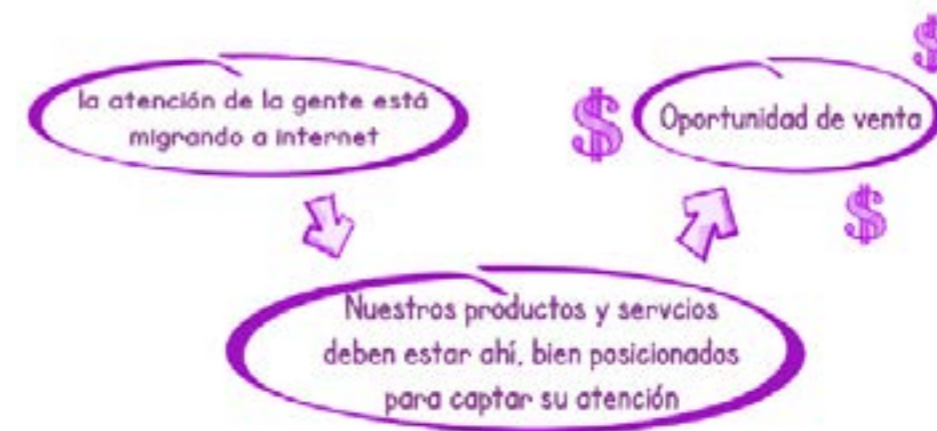 la atención de la gente está
migrando a internet
$
Oportunidad de venta
$
$
Nuestros productos y servcios
deben estar ahí, bien posicionados
para captar su atención